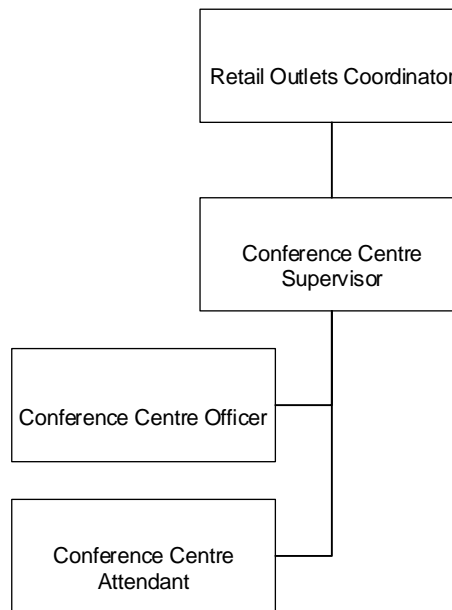 Retail Outlets Coordinator
Conference Centre
Supervisor
Conference Centre Officer
Conference Centre
Attendant